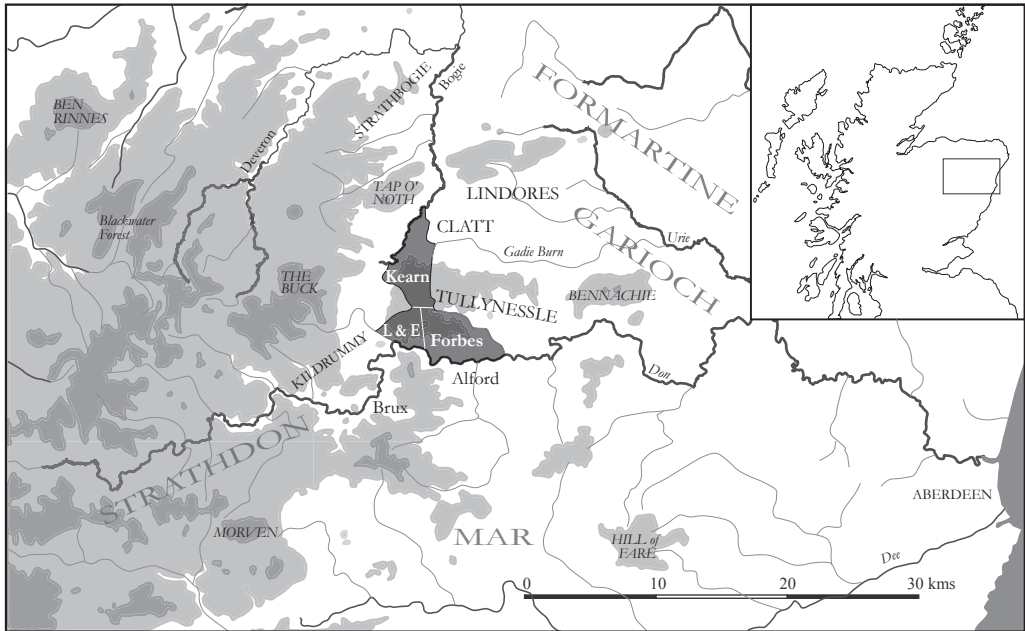 BEN
RINNES
Deveron
STRATHBOGIE
Bogie
FORMARTINE
Blackwater
Forest
TAP O'
NOTH
LINDORES
CLATT
GARIOCH
Urie
Gadie Burn
THE
BUCK
Kearn
TULLYNESSLE
BENNACHIE
L & E
Forbes
KILDRUMMY
Alford
Don
Brux
STRATHDON
MORVEN
MAR
HILL of
FARE
ABERDEEN
Dee
0 10 20 30 kms